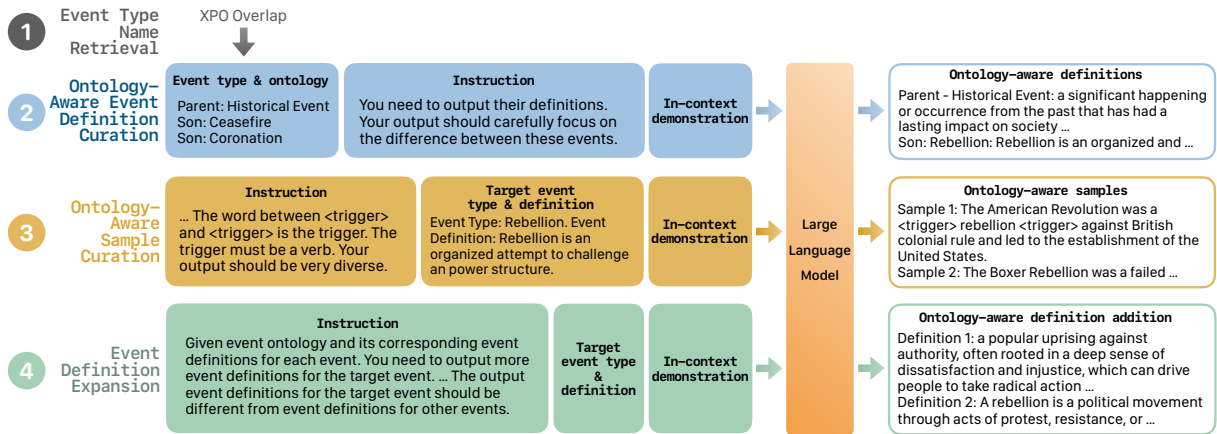 1
Event Type
Name
Retrieval
XPO Overlap
2
Ontology-
Aware Event
Definition
Curation
Event type & ontology
Parent: Historical Event
Son: Ceasefire
Son: Coronation
Instruction
You need to output their definitions.
Your output should carefully focus on
the difference between these events.
In-context
demonstration
Ontology-aware definitions
Parent - Historical Event: a significant happening
or occurrence from the past that has had a
lasting impact on society ...
Son: Rebellion: Rebellion is an organized and ...
3
Ontology-
Aware
Sample
Curation
Instruction
... The word between <trigger>
and <trigger> is the trigger. The
trigger must be a verb. Your
output should be very diverse.
Target event
type & definition
Event Type: Rebellion. Event
Definition: Rebellion is an
organized attempt to challenge
an power structure.
In-context
demonstration
Large
Language
Model
Ontology-aware samples
Sample 1: The American Revolution was a
<trigger> rebellion <trigger> against British
colonial rule and led to the establishment of the
United States.
Sample 2: The Boxer Rebellion was a failed ...
4
Event
Definition
Expansion
Instruction
Given event ontology and its corresponding event
definitions for each event. You need to output more
event definitions for the target event. ... The output
event definitions for the target event should be
different from event definitions for other events.
Target
event type
&
definition
In-context
demonstration
Ontology-aware definition addition
Definition 1: a popular uprising against
authority, often rooted in a deep sense of
dissatisfaction and injustice, which can drive
people to take radical action ...
Definition 2: A rebellion is a political movement
through acts of protest, resistance, or ...